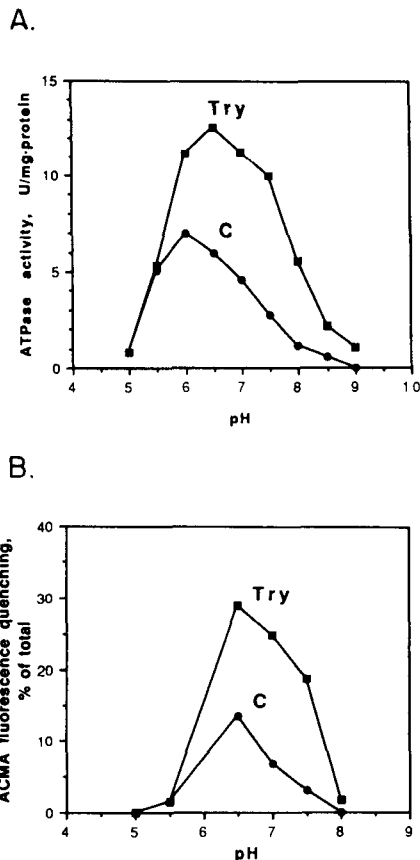 A.
ATPase activity, U/mg·protein
15
10
5
0
4 5 6 7 8 9 10
pH
Try
C
B.
ACMA fluorescence quenching,
% of total
40
30
20
10
0
4 5 6 7 8 9
pH
Try
C